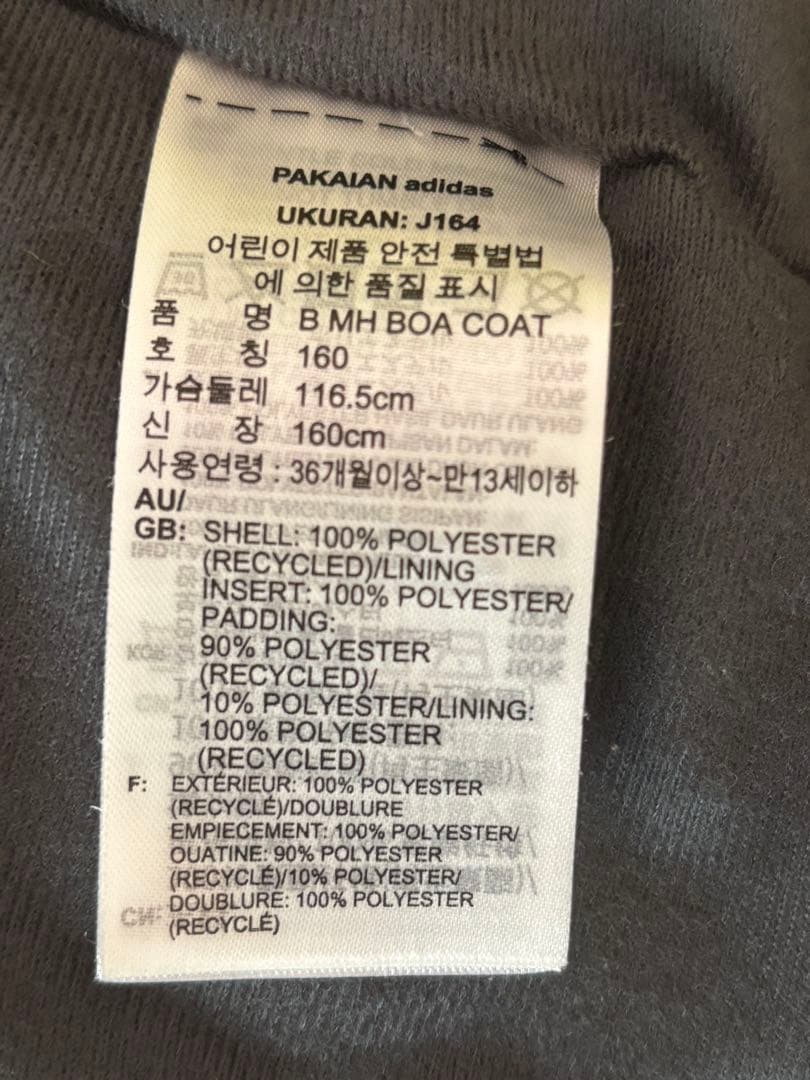 PAKAIAN adidas
UKURAN: J164
어린이 제품 안전 특별법
에 의한 품질 표시
품 명 B MH BOA COAT
호 칭 160
가슴둘레 116.5cm
신 장 160cm
사용연령 : 36개월이상~만13세이하
AU/
GB: SHELL: 100% POLYESTER
(RECYCLED)/LINING
INSERT: 100% POLYESTER/
PADDING:
90% POLYESTER
(RECYCLED)/
10% POLYESTER/LINING:
100% POLYESTER
(RECYCLED)
F: EXTÉRIEUR: 100% POLYESTER
(RECYCLÉ)/DOUBLURE
EMPIECEMENT: 100% POLYESTER/
OUATINE: 90% POLYESTER
(RECYCLÉ)/10% POLYESTER/
DOUBLURE: 100% POLYESTER
(RECYCLÉ)